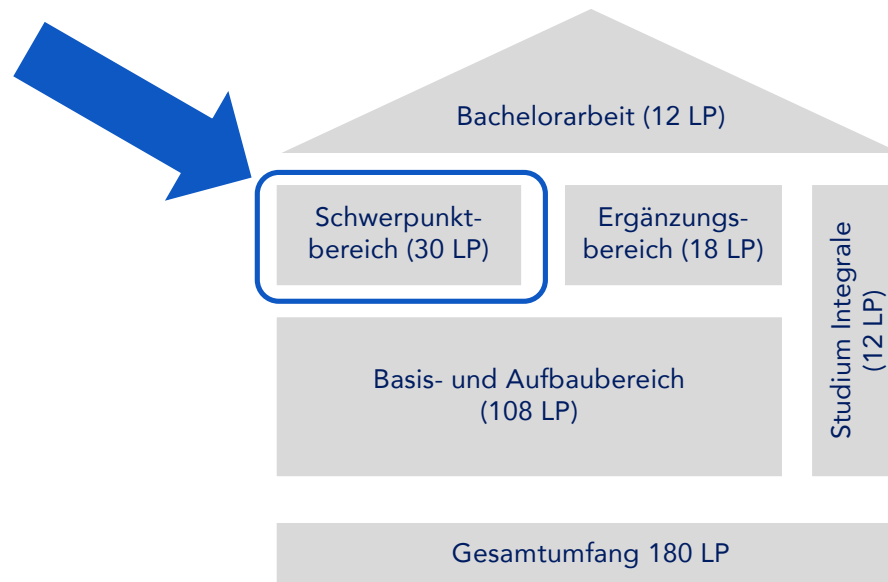 Bachelorarbeit (12 LP)
Schwerpunkt-
bereich (30 LP)
Ergänzungs-
bereich (18 LP)
Studium Integrale
(12 LP)
Basis- und Aufbaubereich
(108 LP)
Gesamtumfang 180 LP